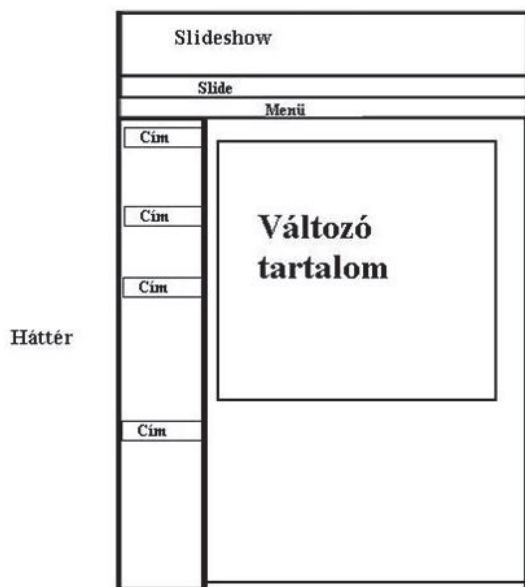 Slideshow
Slide
Menü
Cím
Cím
Változó
tartalom
Cím
Háttér
Cím